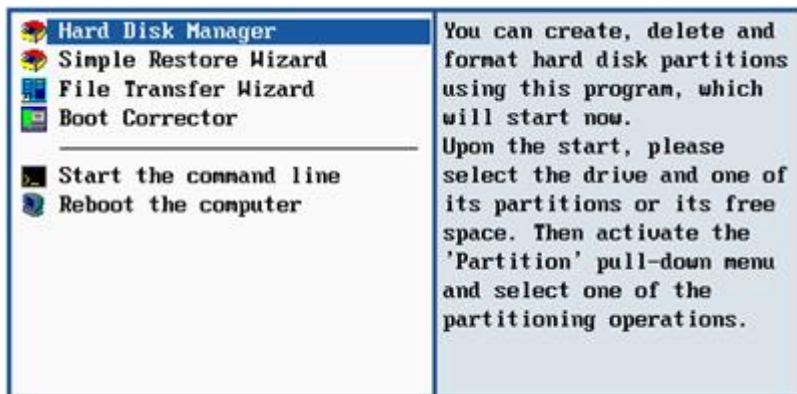 Hard Disk Manager
Simple Restore Wizard
File Transfer Wizard
Boot Corrector
Start the command line
Reboot the computer
You can create, delete and
format hard disk partitions
using this program, which
will start now.
Upon the start, please
select the drive and one of
its partitions or its free
space. Then activate the
'Partition' pull-down menu
and select one of the
partitioning operations.